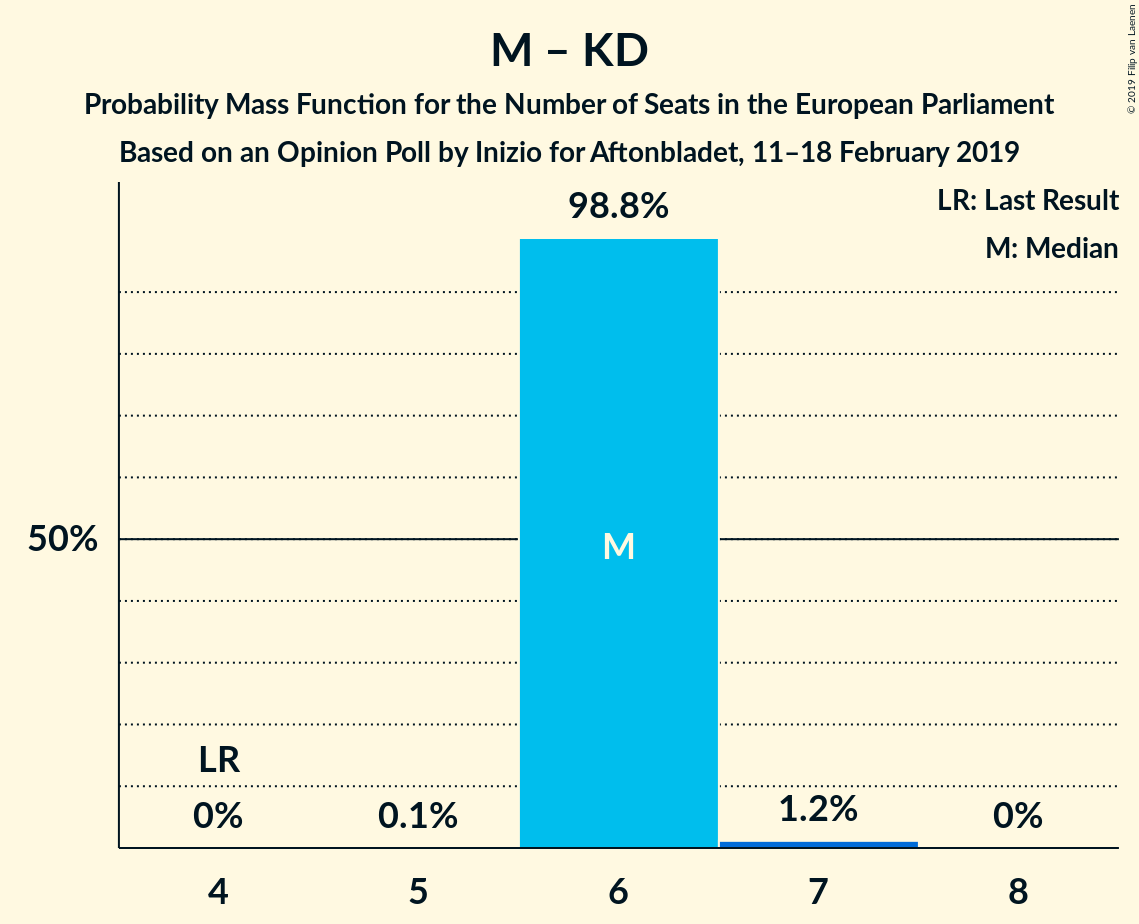 M – KD
Probability Mass Function for the Number of Seats in the European Parliament
Based on an Opinion Poll by Inizio for Aftonbladet, 11–18 February 2019
© 2019 Filip van Laenen
LR: Last Result
M: Median
98.8%
50%
M
LR
0%
0.1%
1.2%
0%
4
5
6
7
8